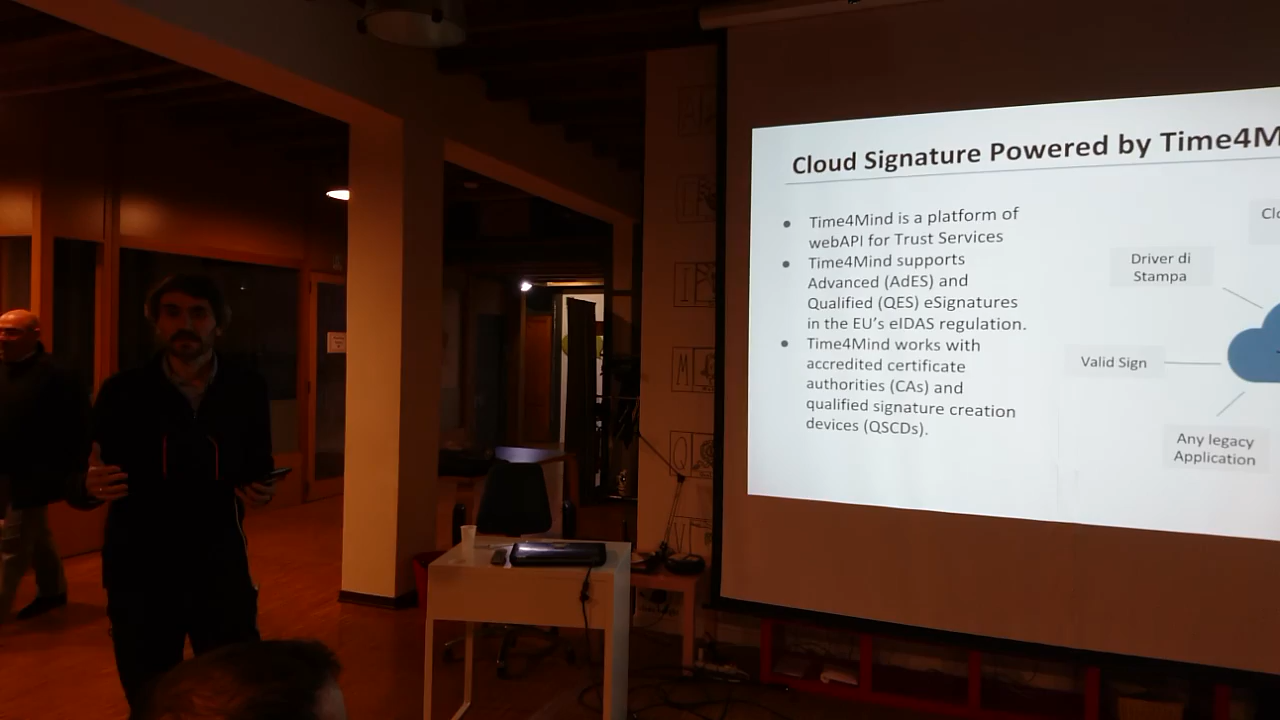 Cloud Signature Powered by Time4M
Time4Mind is a platform of
webAPI for Trust Services
Time4Mind supports
Advanced (AdES) and
Qualified (QES) eSignatures
in the EU's eIDAS regulation.
Time4Mind works with
accredited certificate
authorities (CAs) and
qualified signature creation
devices (QSCDs).
Clo
Driver di
Stampa
Valid Sign
Any legacy
Application
M
Q